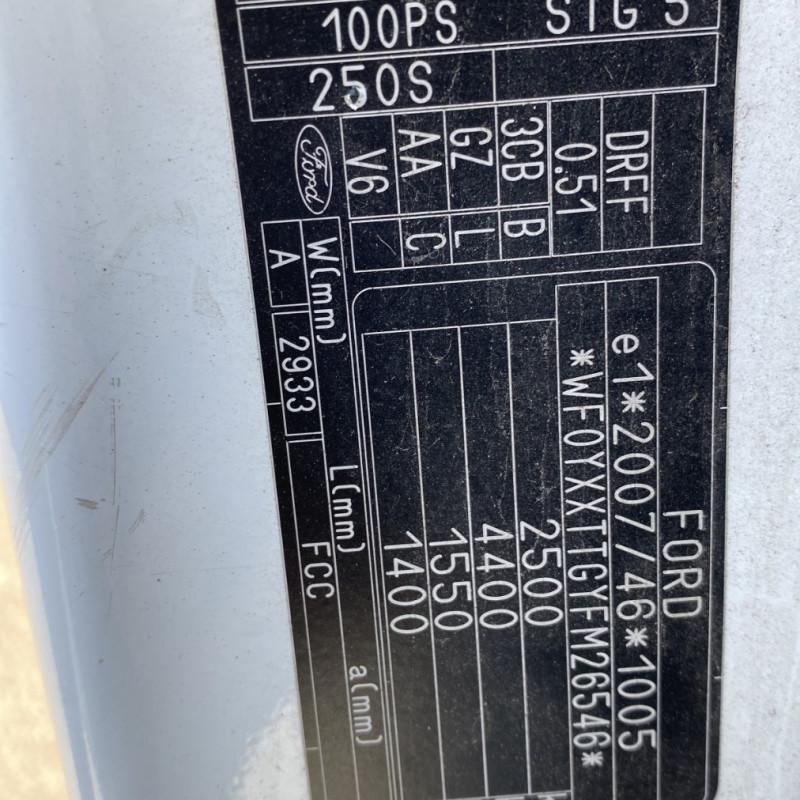 100PS
STG 5
250S
Ford
V6
AA C
GZ L
3CB B
0.51
DRFF
FORD
e1*2007/46*1005
*WF0YXXTTGYFM26546*
2500
4400
1550
1400
W(mm) L(mm) a(mm)
A 2933 FCC